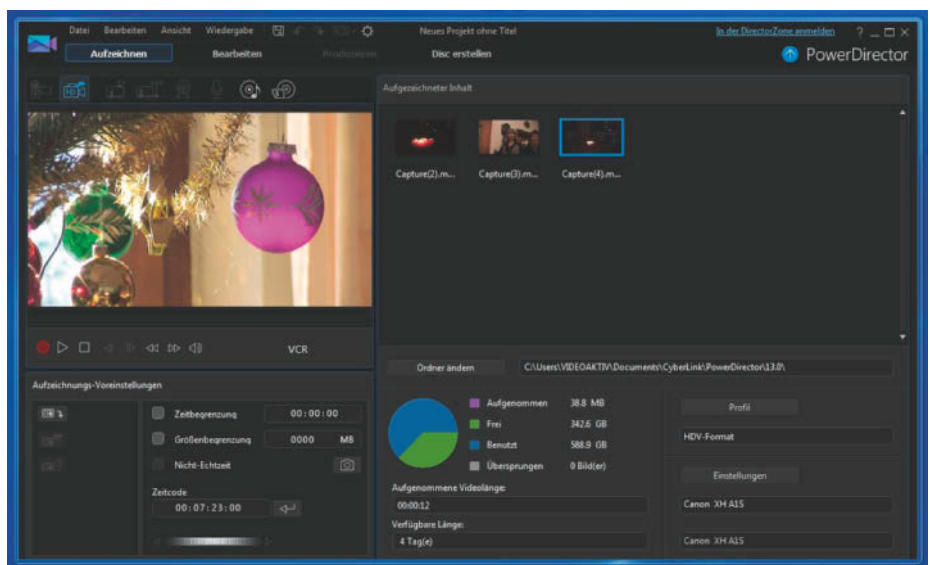 Datei Bearbeiten Ansicht Wiedergabe Neues Projekt ohne Titel In der DirectorZone anmelden ?
Aufzeichnen Bearbeiten Produzieren Disc erstellen PowerDirector
HDV
Aufgezeichneter Inhalt
Capture(2).m... Capture(3).m... Capture(4).m...
VCR
Ordner ändern C:\Users\VIDEOAKTIV\Documents\CyberLink\PowerDirector\13.0\
Aufzeichnungs-Voreinstellungen
Zeitbegrenzung 00:00:00
Größenbegrenzung 0000 MB
Nicht-Echtzeit
Zeitcode
00:07:23:00
Aufgenommen 38.8 MB
Frei 342.6 GB
Benutzt 588.9 GB
Übersprungen 0 Bild(er)
Aufgenommene Videolänge:
00:00:12
Verfügbare Länge:
4 Tag(e)
Profil
HDV-Format
Einstellungen
Canon XH A1S
Canon XH A1S